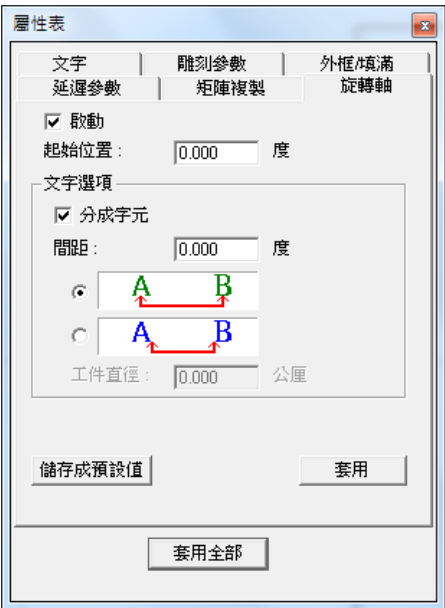 屬性表
文字 雕刻參數 外框/填滿
延遲參數 矩陣複製 旋轉軸
啟動
起始位置： 0.000 度
文字選項
分成字元
間距： 0.000 度
A B
A B
工件直徑： 0.000 公厘
儲存成預設值 套用
套用全部